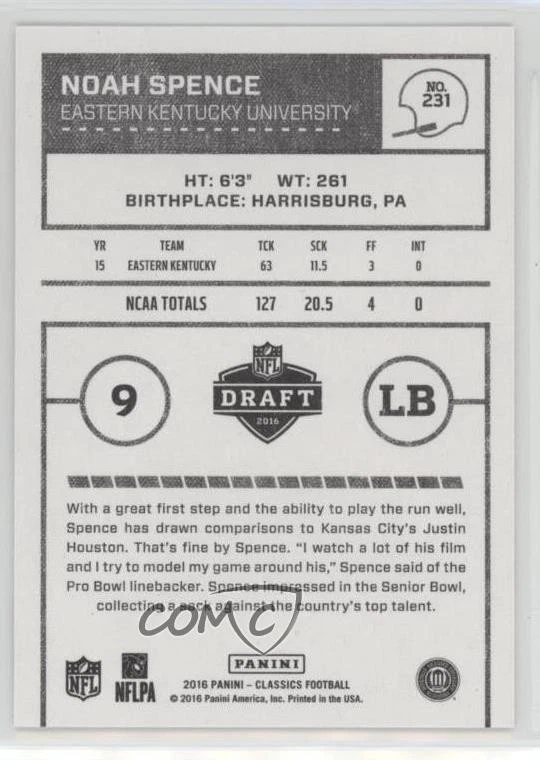 NOAH SPENCE
EASTERN KENTUCKY UNIVERSITY
NO.
231
HT: 6'3" WT: 261
BIRTHPLACE: HARRISBURG, PA
YR TEAM TCK SCK FF INT
15 EASTERN KENTUCKY 63 11.5 3 0
NCAA TOTALS 127 20.5 4 0
9
NFL
DRAFT
2016
LB
With a great first step and the ability to play the run well,
Spence has drawn comparisons to Kansas City's Justin
Houston. That's fine by Spence. “I watch a lot of his film
and I try to model my game around his,” Spence said of the
Pro Bowl linebacker. Spence impressed in the Senior Bowl,
collecting a sack against the country's top talent.
COMC
NFL
NFLPA
PANINI
2016 PANINI – CLASSICS FOOTBALL
© 2016 Panini America, Inc. Printed in the USA.